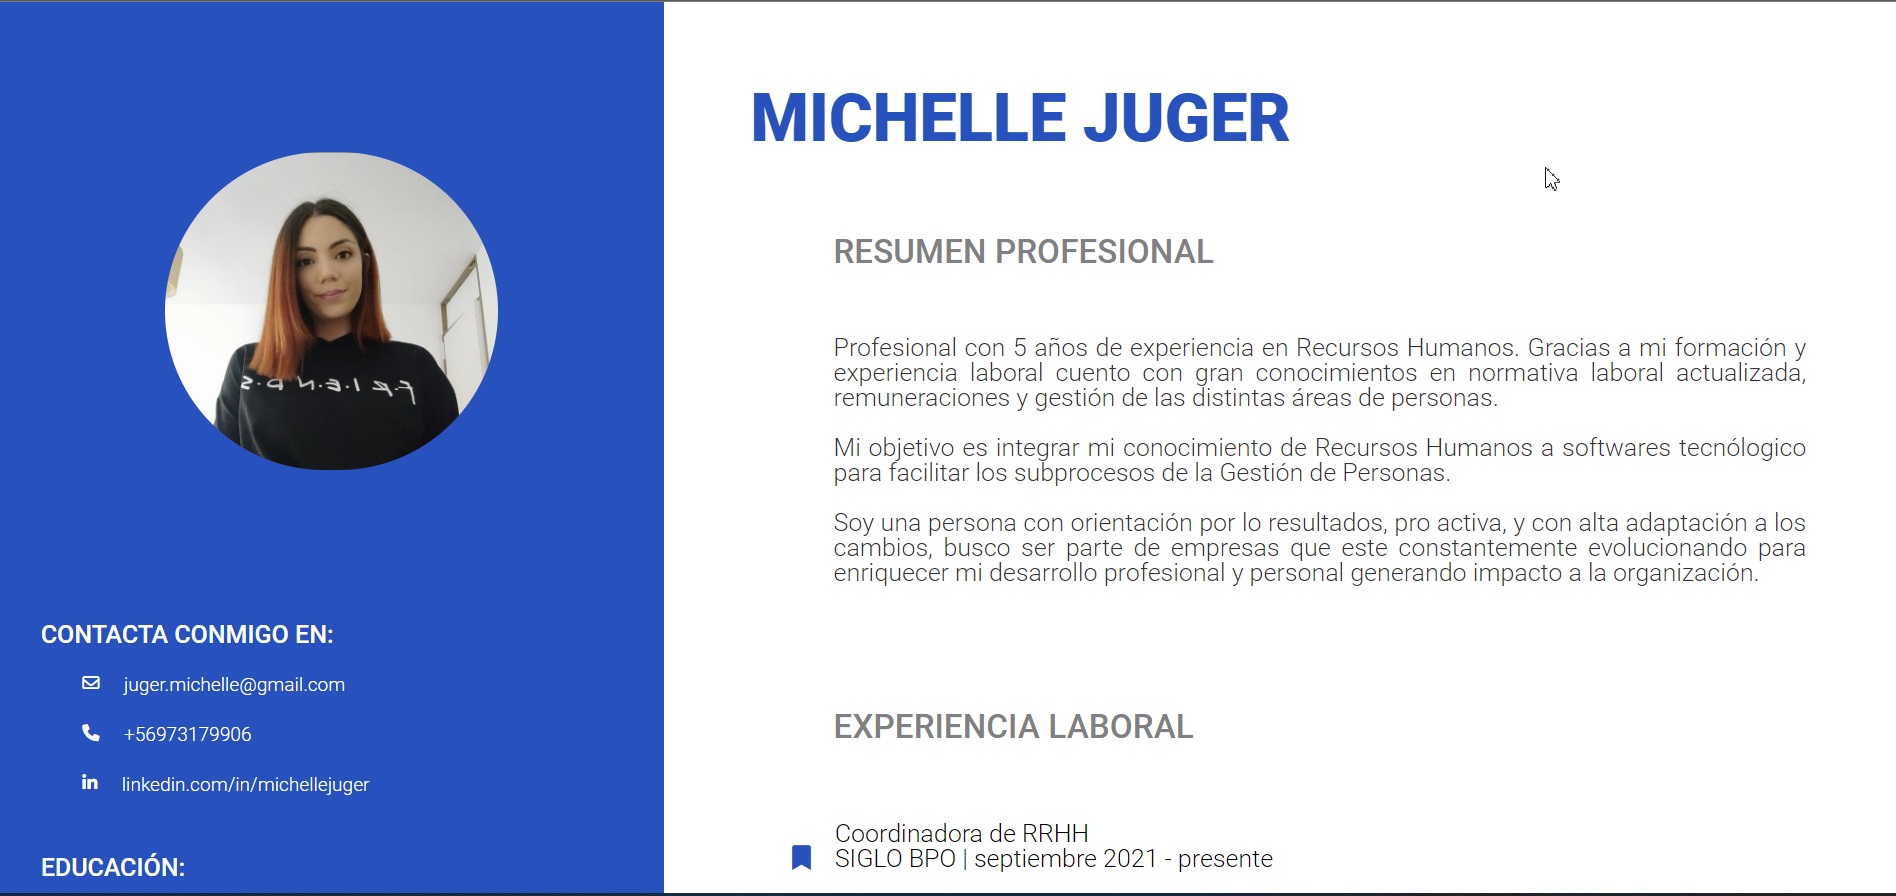 MICHELLE JUGER
RESUMEN PROFESIONAL
Profesional con 5 años de experiencia en Recursos Humanos. Gracias a mi formación y
experiencia laboral cuento con gran conocimientos en normativa laboral actualizada,
remuneraciones y gestión de las distintas áreas de personas.
Mi objetivo es integrar mi conocimiento de Recursos Humanos a softwares tecnólogico
para facilitar los subprocesos de la Gestión de Personas.
Soy una persona con orientación por lo resultados, pro activa, y con alta adaptación a los
cambios, busco ser parte de empresas que este constantemente evolucionando para
enriquecer mi desarrollo profesional y personal generando impacto a la organización.
EXPERIENCIA LABORAL
Coordinadora de RRHH
SIGLO BPO | septiembre 2021 - presente
F·R·I·E·N·D·S
CONTACTA CONMIGO EN:
juger.michelle@gmail.com
+56973179906
linkedin.com/in/michellejuger
EDUCACIÓN: